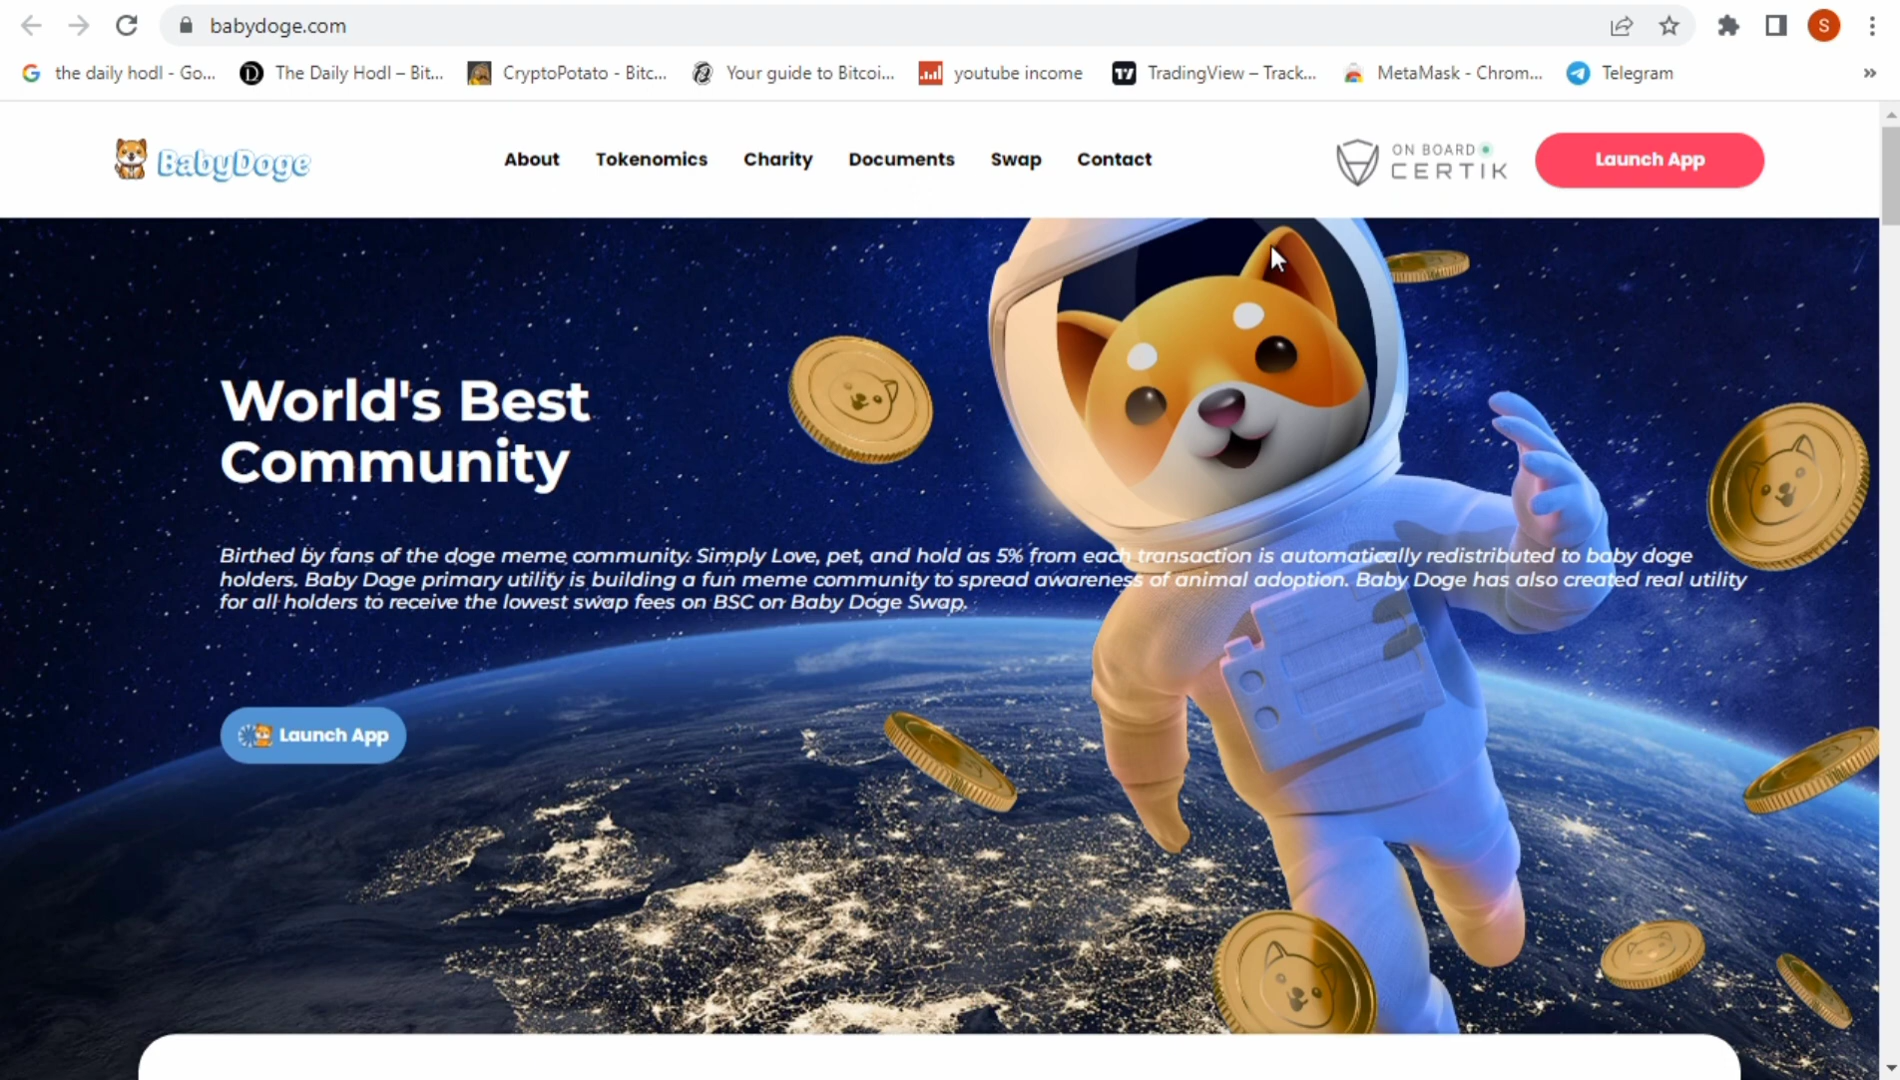 babydoge.com
S
the daily hodl - Go...
The Daily Hodl – Bit...
CryptoPotato - Bitc...
Your guide to Bitcoi...
youtube income
TradingView – Track...
MetaMask - Chrom...
Telegram
»
BabyDoge
About
Tokenomics
Charity
Documents
Swap
Contact
ON BOARD
CERTIK
Launch App
World's Best
Community
Birthed by fans of the doge meme community. Simply Love, pet, and hold as 5% from each transaction is automatically redistributed to baby doge
holders. Baby Doge primary utility is building a fun meme community to spread awareness of animal adoption. Baby Doge has also created real utility
for all holders to receive the lowest swap fees on BSC on Baby Doge Swap.
Launch App